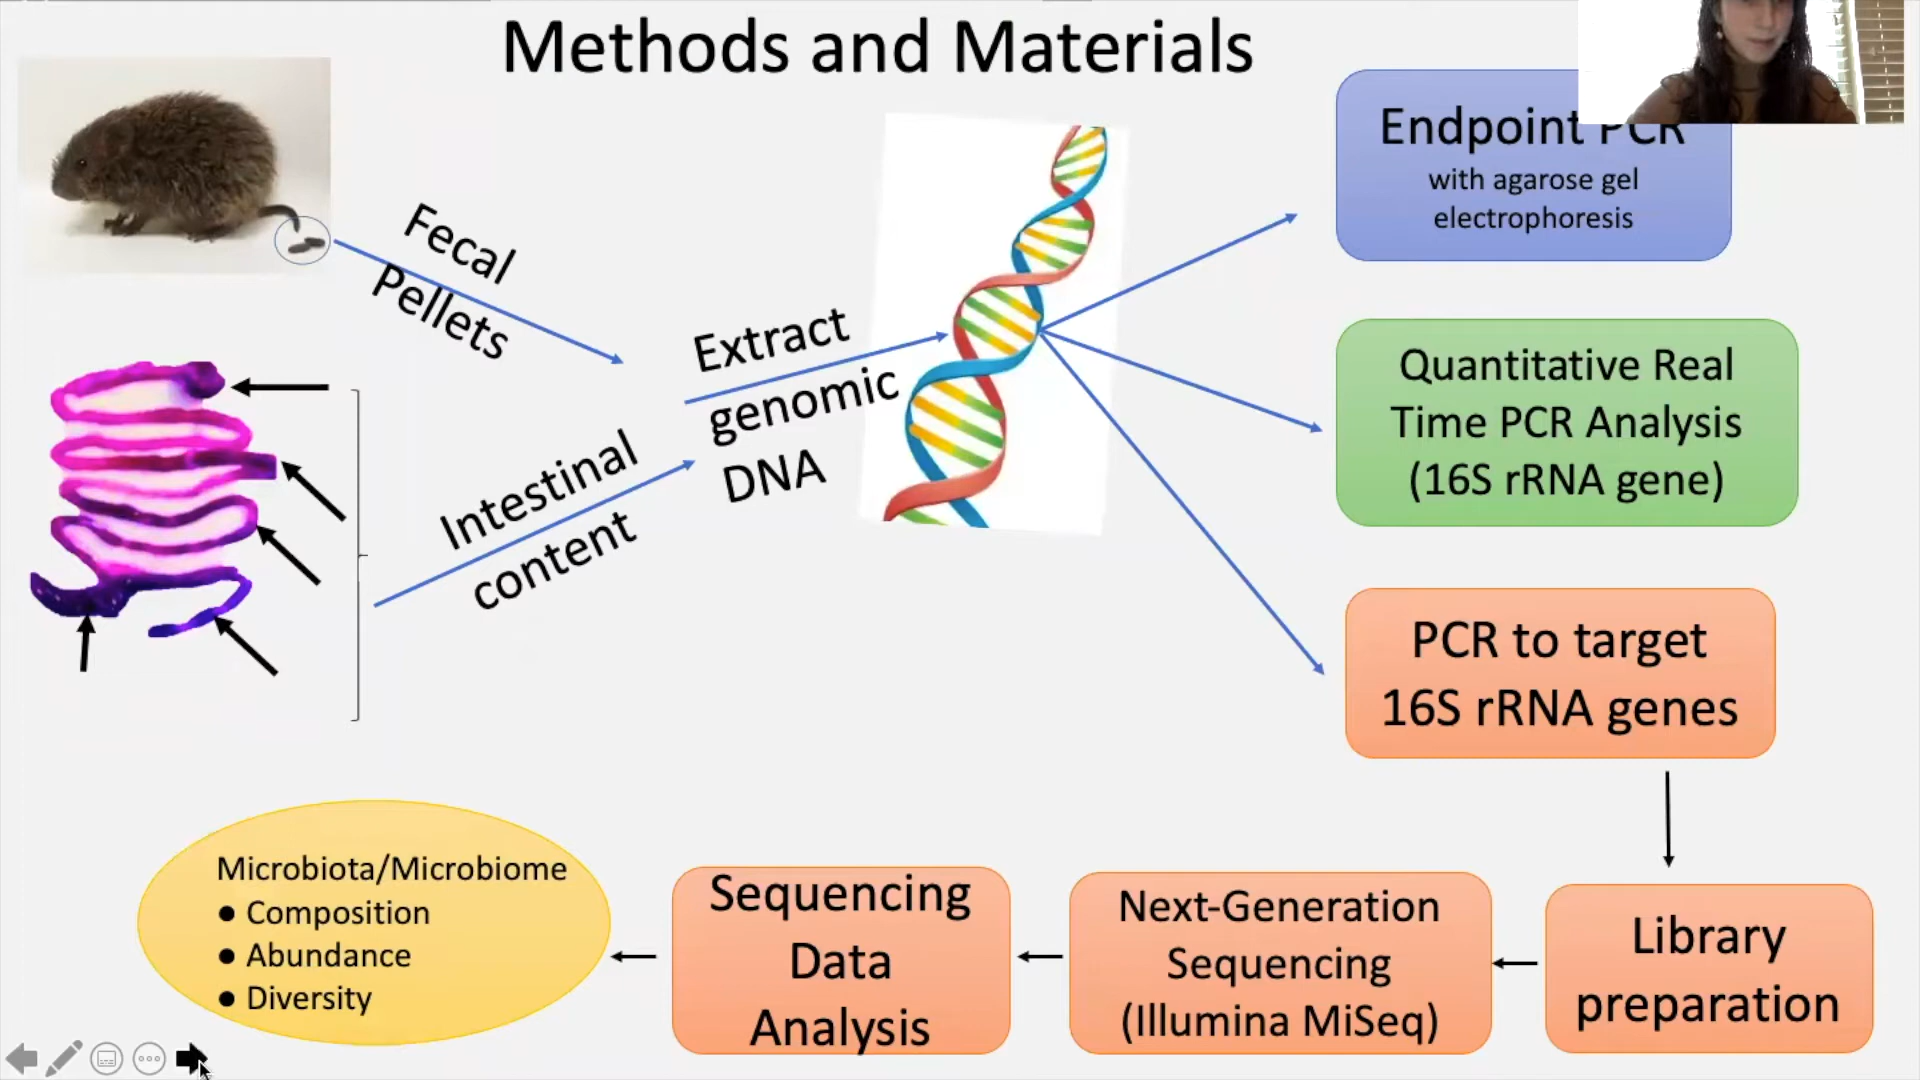 Methods and Materials
Fecal
Pellets
Intestinal
content
Extract
genomic
DNA
Endpoint PCR
with agarose gel
electrophoresis
Quantitative Real
Time PCR Analysis
(16S rRNA gene)
PCR to target
16S rRNA genes
Library
preparation
Next-Generation
Sequencing
(Illumina MiSeq)
Sequencing
Data
Analysis
Microbiota/Microbiome
● Composition
● Abundance
● Diversity